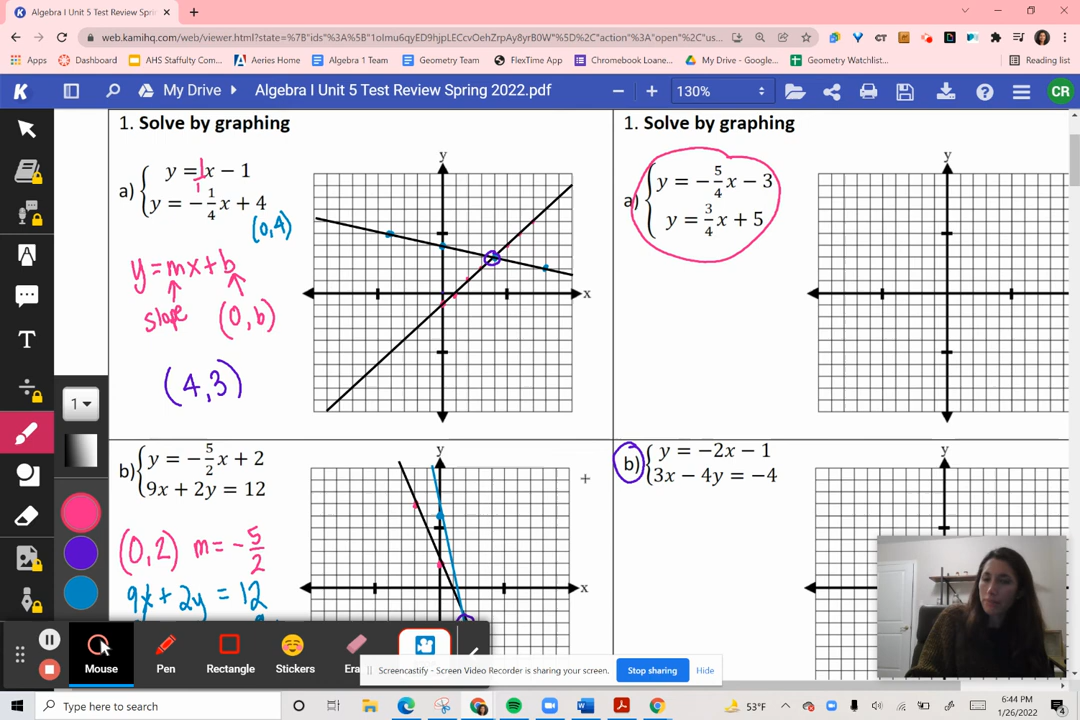 Algebra I Unit 5 Test Review Spri
web.kamihq.com/web/viewer.html?state=%7B"ids"%3A%5B"1oImu6qyED9hjpLECcvOehZrpAy8yrB0W"%5D%2C"action"%3A"open"%2C"us...
Apps Dashboard AHS Staffulty Com... Aeries Home Algebra 1 Team Geometry Team FlexTime App Chromebook Loane... My Drive - Google... Geometry Watchlist... Reading list
My Drive Algebra I Unit 5 Test Review Spring 2022.pdf 130% CR
1. Solve by graphing
a) y = 1/1x − 1
y = −1/4x + 4
(0,4)
y = mx + b
slope (0, b)
(4,3)
y
x
1. Solve by graphing
a) y = −5/4x − 3
y = 3/4x + 5
y
x
b) y = −5/2x + 2
9x + 2y = 12
(0,2) m = −5/2
9x + 2y = 12
y
x
b) y = −2x − 1
3x − 4y = −4
y
T
1
Mouse Pen Rectangle Stickers Era
Screencastify - Screen Video Recorder is sharing your screen. Stop sharing Hide
Type here to search
53°F
6:44 PM
1/26/2022
4